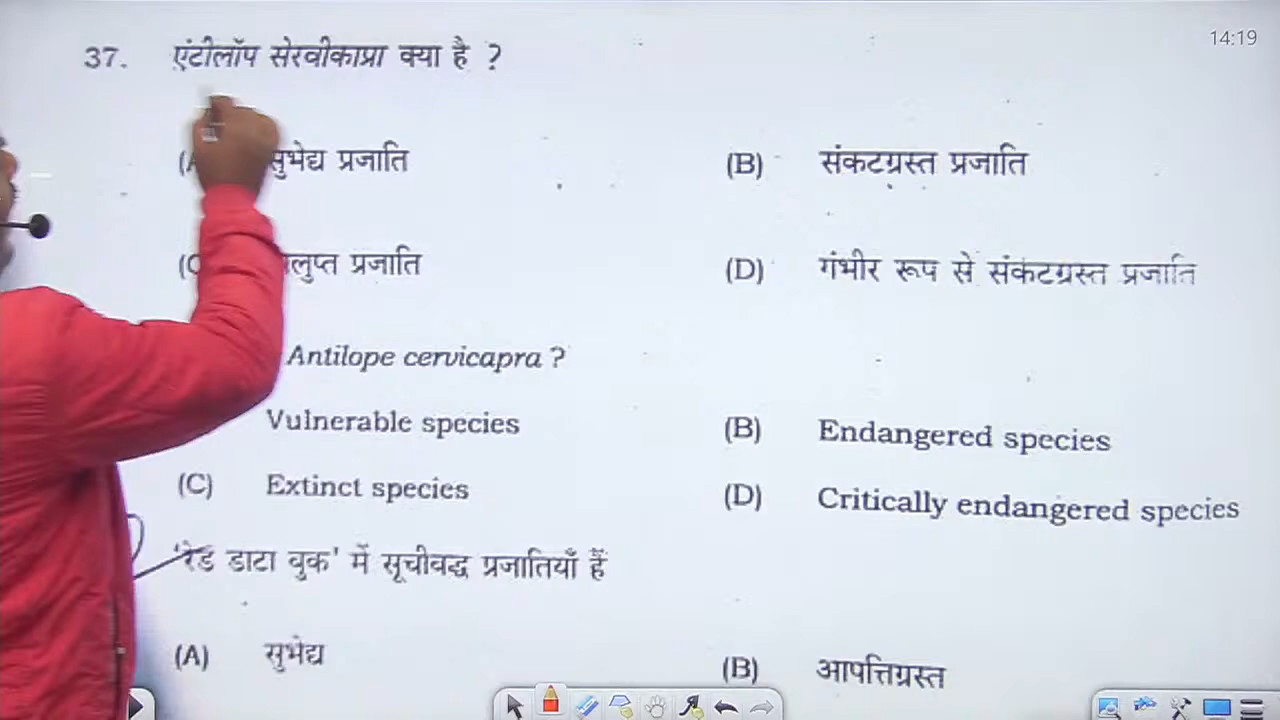 14:19
37. एंटीलॉप सेरवीकाप्रा क्या है ?
सुभेद्य प्रजाति (B) संकटग्रस्त प्रजाति
प्रजाति (D) गंभीर रूप से संकटग्रस्त प्रजाति
Antilope cervicapra ?
Vulnerable species (B) Endangered species
(C) Extinct species (D) Critically endangered species
'रेड डाटा बुक' में सूचीबद्ध प्रजातियाँ हैं
(A) सुभेद्य (B) आपत्तिग्रस्त